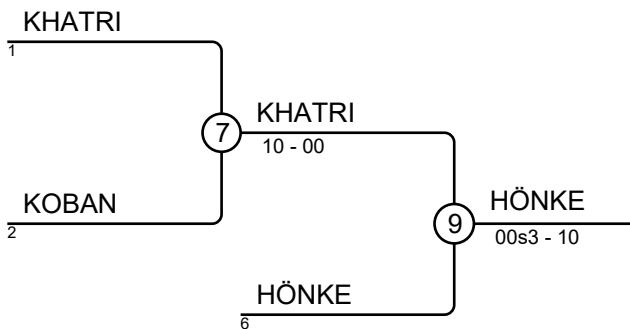 KHATRI
1
7
KHATRI
10 - 00
KOBAN
2
9
HÖNKE
00s3 - 10
HÖNKE
6